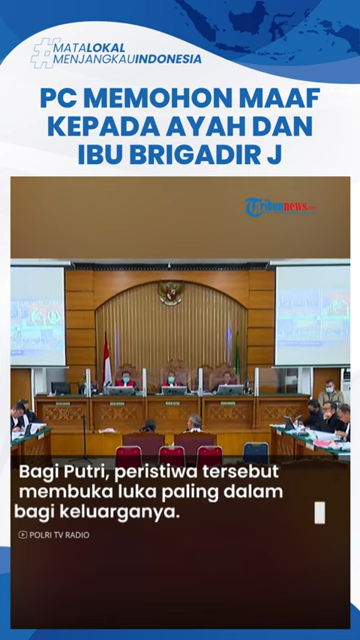 #MATALOKAL
MENJANGKAUINDONESIA
PC MEMOHON MAAF
KEPADA AYAH DAN
IBU BRIGADIR J
Tribunnews.com
Bagi Putri, peristiwa tersebut
membuka luka paling dalam
bagi keluarganya.
POLRI TV RADIO